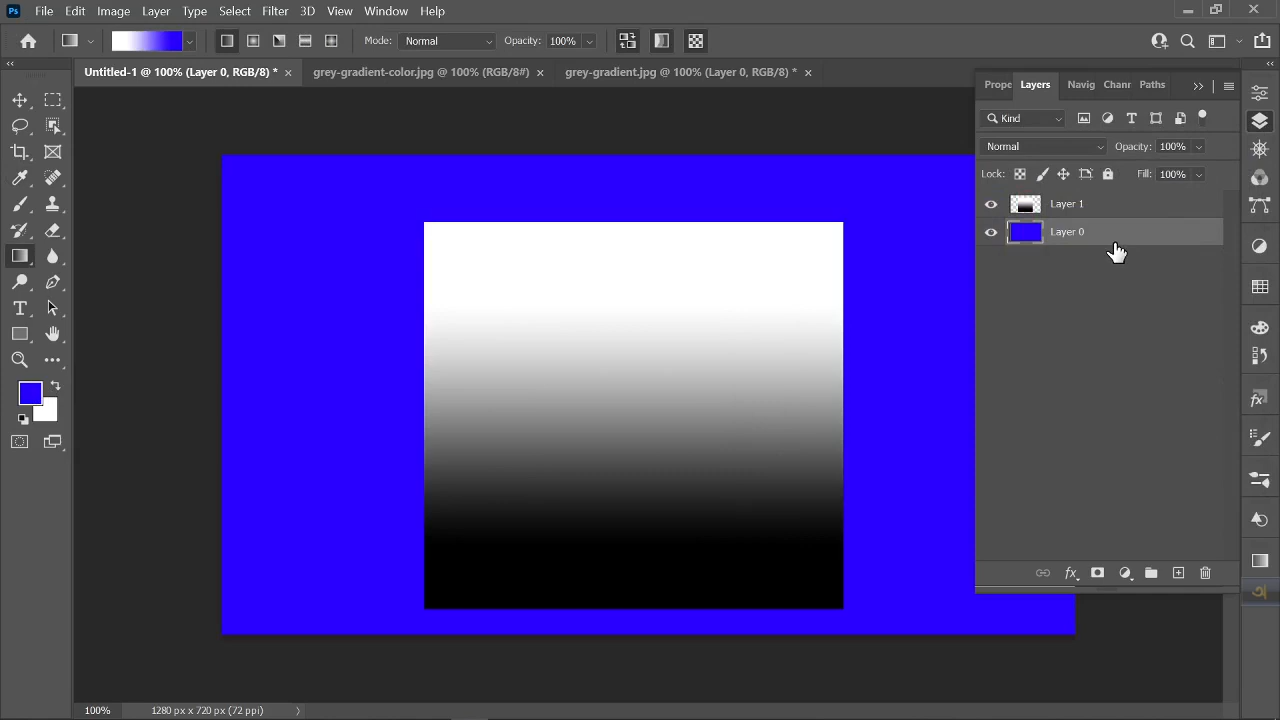 Ps File Edit Image Layer Type Select Filter 3D View Window Help
Mode: Normal Opacity: 100%
Untitled-1 @ 100% (Layer 0, RGB/8) * × grey-gradient-color.jpg @ 100% (RGB/8#) × grey-gradient.jpg @ 100% (Layer 0, RGB/8) * ×
Prope Layers Navig Chanr Paths
Kind
Normal Opacity: 100%
Lock: Fill: 100%
Layer 1
Layer 0
fx
100% 1280 px x 720 px (72 ppi)